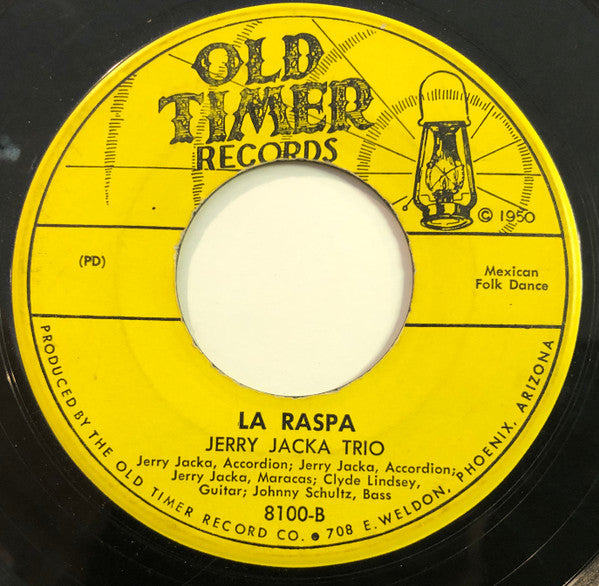 OLD
TIMER
RECORDS
© 1950
(PD)
Mexican
Folk Dance
LA RASPA
JERRY JACKA TRIO
Jerry Jacka, Accordion; Jerry Jacka, Accordion;
Jerry Jacka, Maracas; Clyde Lindsey,
Guitar; Johnny Schultz, Bass
8100-B
PRODUCED BY THE OLD TIMER RECORD CO. • 708 E. WELDON, PHOENIX, ARIZONA